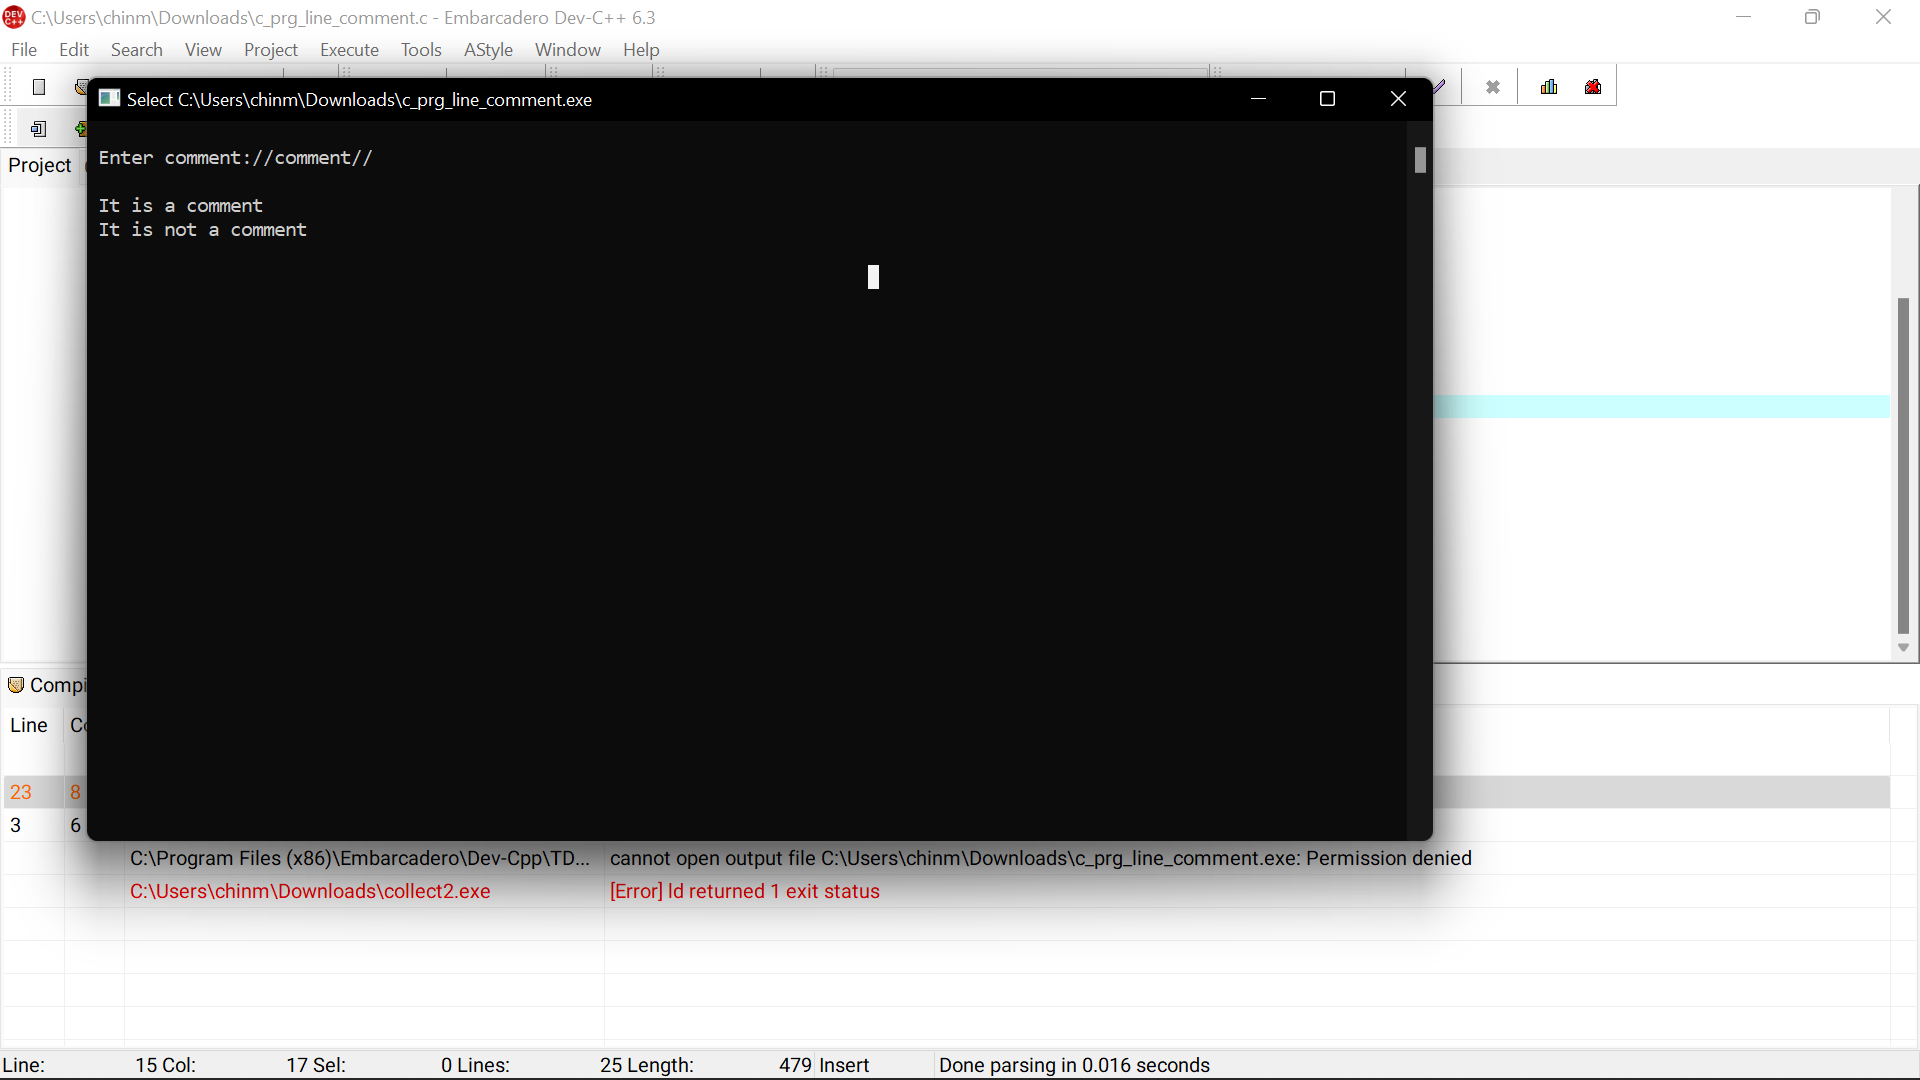 C:\Users\chinm\Downloads\c_prg_line_comment.c - Embarcadero Dev-C++ 6.3
File Edit Search View Project Execute Tools AStyle Window Help
Select C:\Users\chinm\Downloads\c_prg_line_comment.exe
Enter comment://comment//
It is a comment
It is not a comment
Project
Compi
Line Co
23 8
3 6
C:\Program Files (x86)\Embarcadero\Dev-Cpp\TD... cannot open output file C:\Users\chinm\Downloads\c_prg_line_comment.exe: Permission denied
C:\Users\chinm\Downloads\collect2.exe [Error] ld returned 1 exit status
Line: 15 Col: 17 Sel: 0 Lines: 25 Length: 479 Insert Done parsing in 0.016 seconds